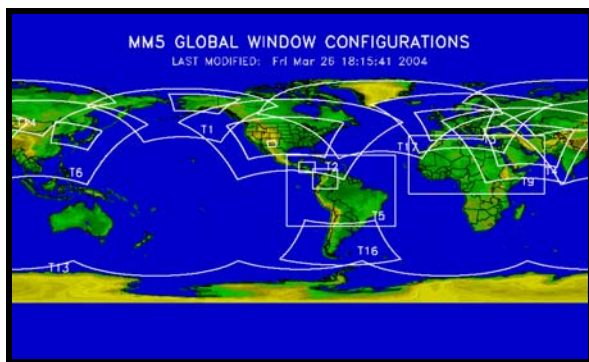 MM5 GLOBAL WINDOW CONFIGURATIONS
LAST MODIFIED: Fri Mar 26 18:15:41 2004
T1
T17
T6
T2
T9
T5
T16
T13